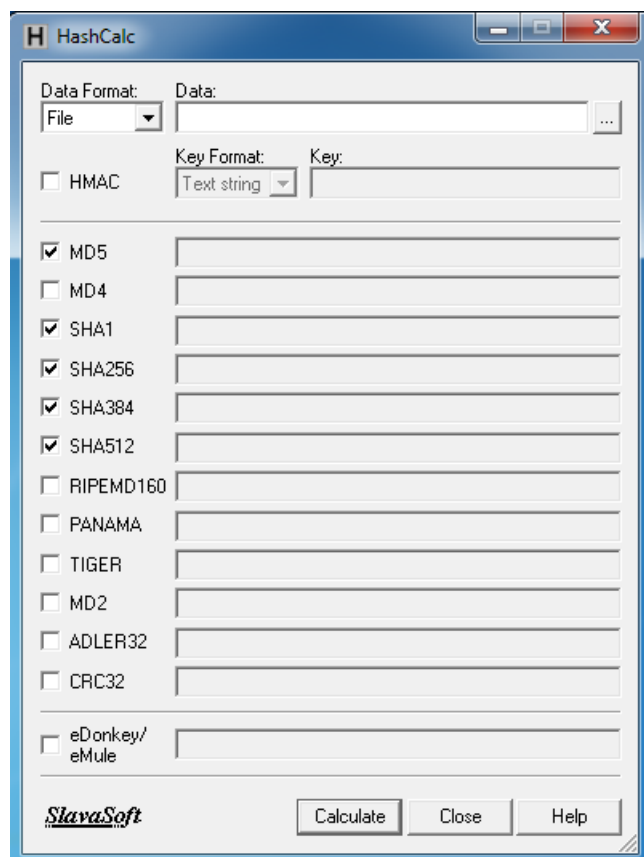 H HashCalc
Data Format: Data:
File ...
Key Format: Key:
HMAC Text string
MD5
MD4
SHA1
SHA256
SHA384
SHA512
RIPEMD160
PANAMA
TIGER
MD2
ADLER32
CRC32
eDonkey/
eMule
SlavaSoft Calculate Close Help